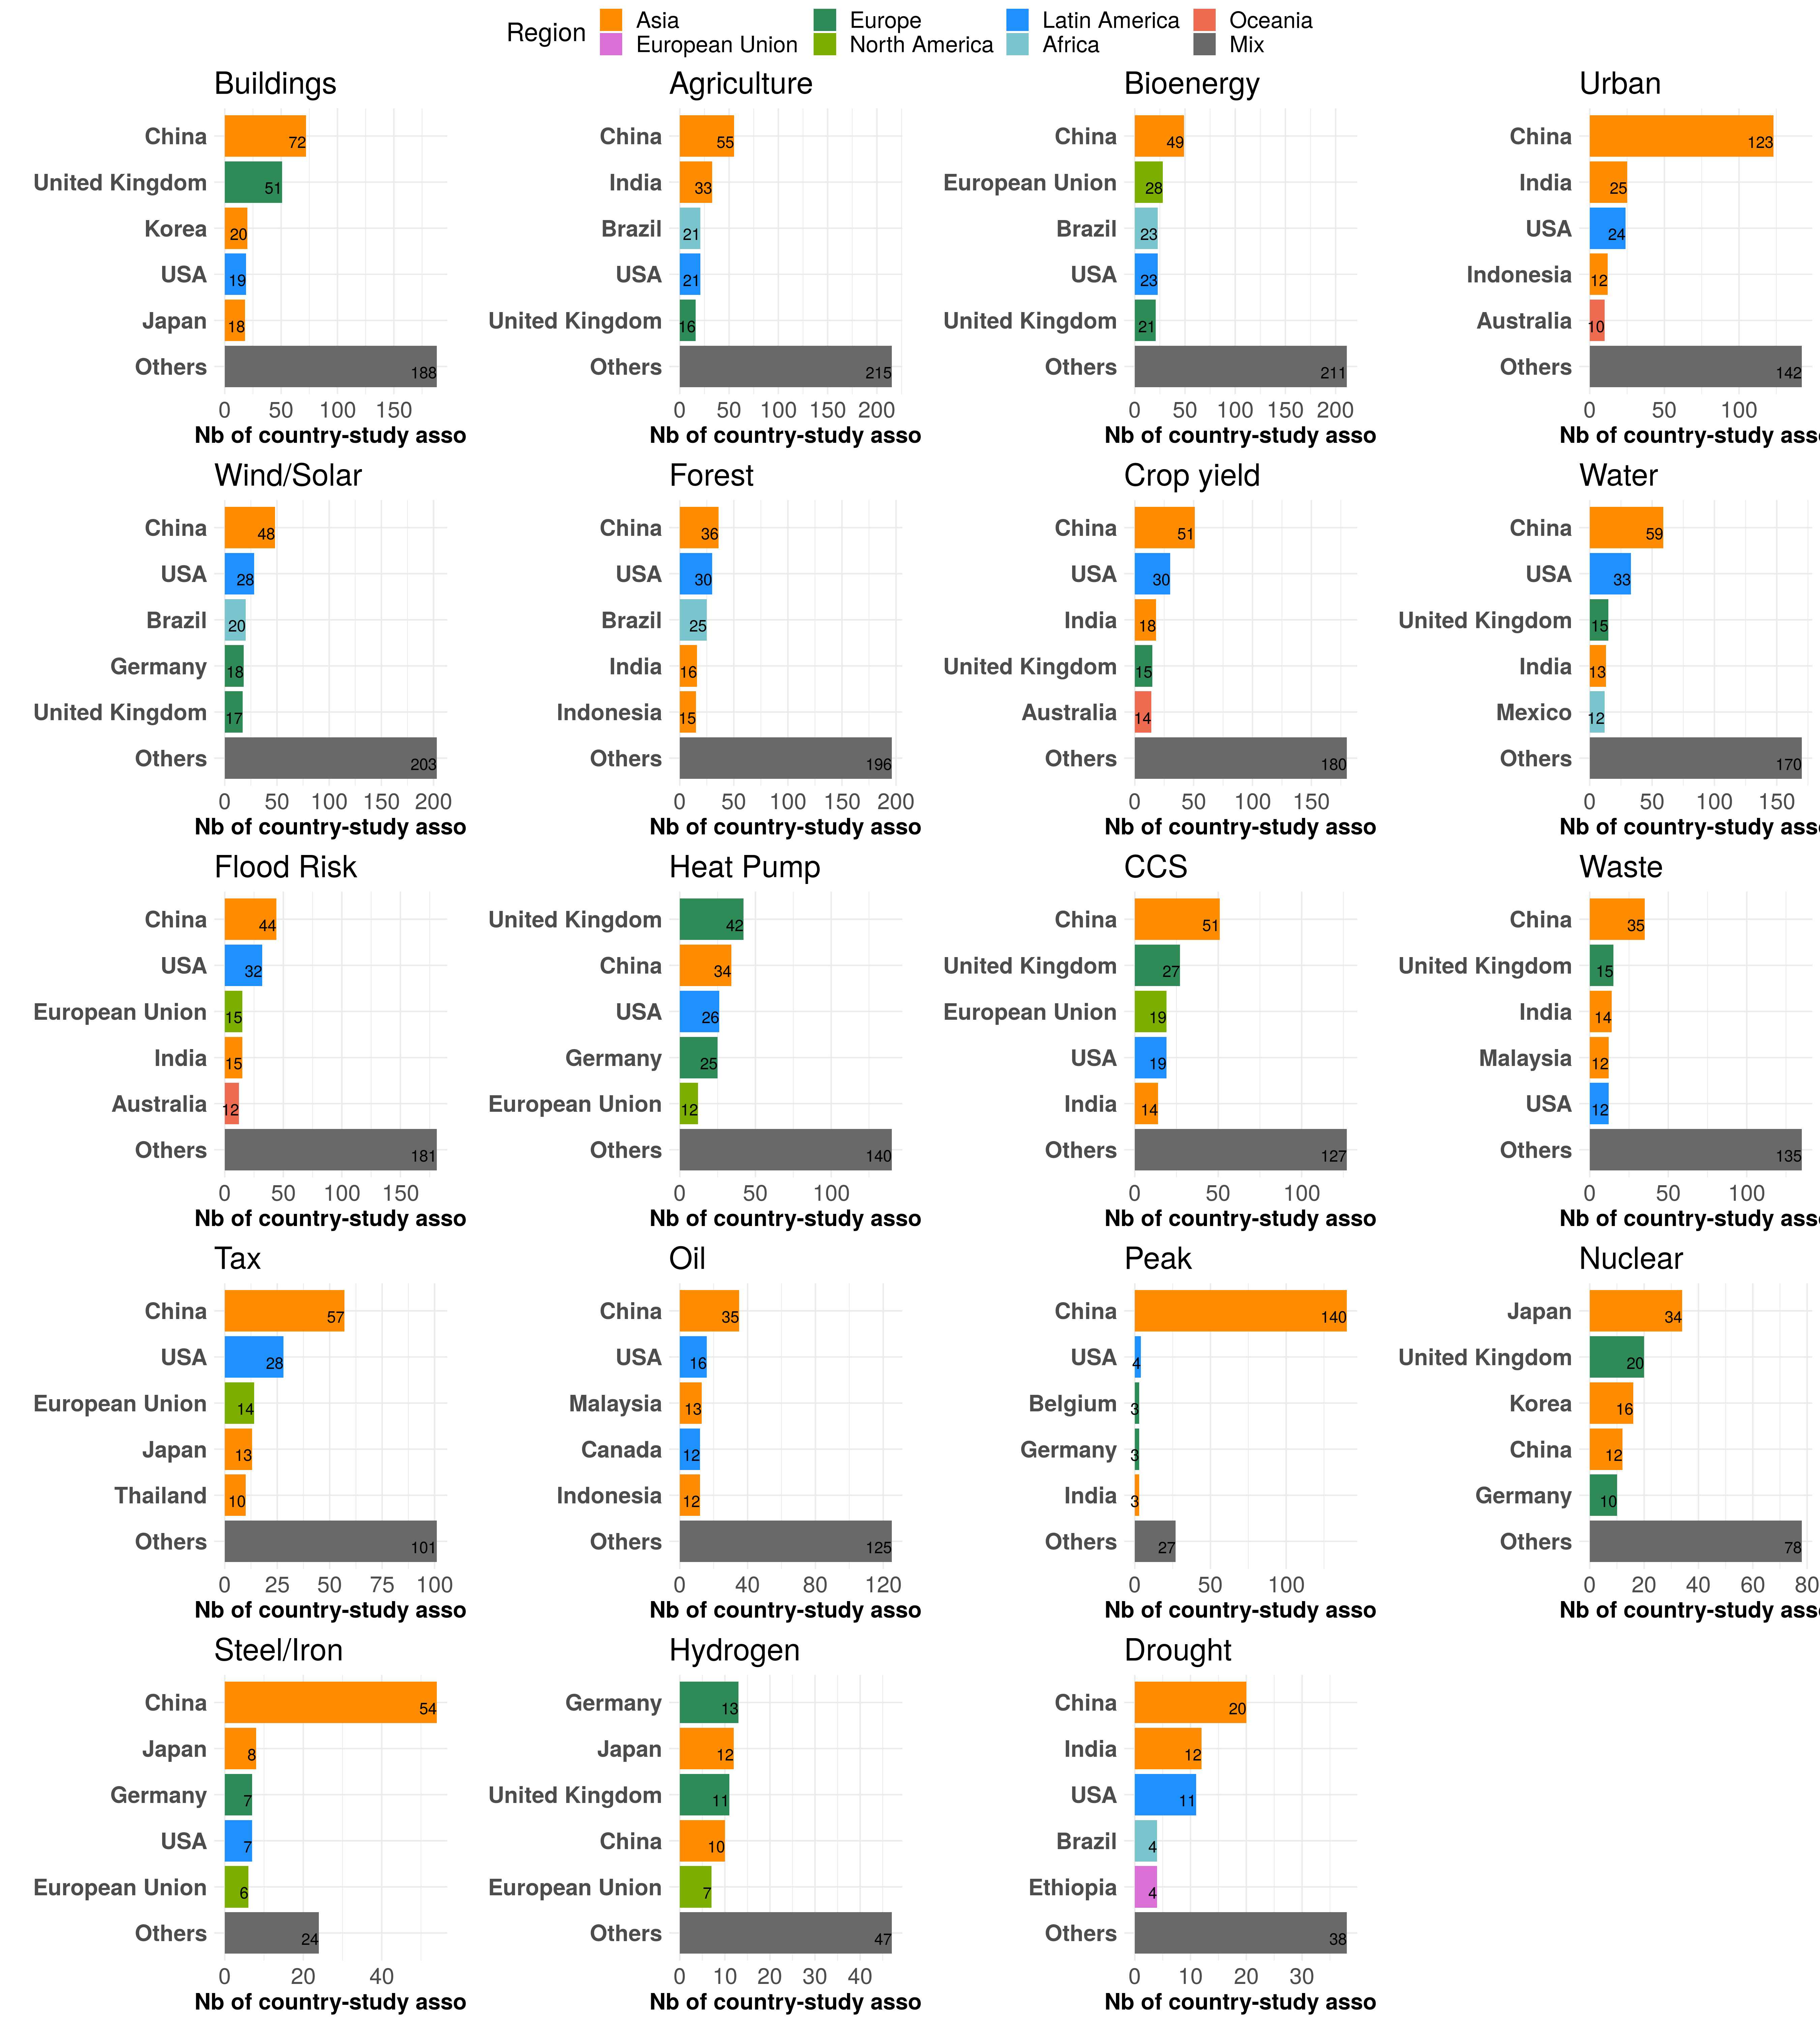 Region
Asia
Europe
Latin America
Oceania
European Union
North America
Africa
Mix
Buildings
China 72
United Kingdom 51
Korea 20
USA 19
Japan 18
Others 188
0 50 100 150
Nb of country-study asso
Agriculture
China 55
India 33
Brazil 21
USA 21
United Kingdom 16
Others 215
0 50 100 150 200
Nb of country-study asso
Bioenergy
China 49
European Union 28
Brazil 23
USA 23
United Kingdom 21
Others 211
0 50 100 150 200
Nb of country-study asso
Urban
China 123
India 25
USA 24
Indonesia 12
Australia 10
Others 142
0 50 100
Nb of country-study asso
Wind/Solar
China 48
USA 28
Brazil 20
Germany 18
United Kingdom 17
Others 203
0 50 100 150 200
Nb of country-study asso
Forest
China 36
USA 30
Brazil 25
India 16
Indonesia 15
Others 196
0 50 100 150 200
Nb of country-study asso
Crop yield
China 51
USA 30
India 18
United Kingdom 15
Australia 14
Others 180
0 50 100 150
Nb of country-study asso
Water
China 59
USA 33
United Kingdom 15
India 13
Mexico 12
Others 170
0 50 100 150
Nb of country-study asso
Flood Risk
China 44
USA 32
European Union 15
India 15
Australia 12
Others 181
0 50 100 150
Nb of country-study asso
Heat Pump
United Kingdom 42
China 34
USA 26
Germany 25
European Union 12
Others 140
0 50 100
Nb of country-study asso
CCS
China 51
United Kingdom 27
European Union 19
USA 19
India 14
Others 127
0 50 100
Nb of country-study asso
Waste
China 35
United Kingdom 15
India 14
Malaysia 12
USA 12
Others 135
0 50 100
Nb of country-study asso
Tax
China 57
USA 28
European Union 14
Japan 13
Thailand 10
Others 101
0 25 50 75 100
Nb of country-study asso
Oil
China 35
USA 16
Malaysia 13
Canada 12
Indonesia 12
Others 125
0 40 80 120
Nb of country-study asso
Peak
China 140
USA 4
Belgium 3
Germany 3
India 3
Others 27
0 50 100
Nb of country-study asso
Nuclear
Japan 34
United Kingdom 20
Korea 16
China 12
Germany 10
Others 78
0 20 40 60 80
Nb of country-study asso
Steel/Iron
China 54
Japan 8
Germany 7
USA 7
European Union 6
Others 24
0 20 40
Nb of country-study asso
Hydrogen
Germany 13
Japan 12
United Kingdom 11
China 10
European Union 7
Others 47
0 10 20 30 40
Nb of country-study asso
Drought
China 20
India 12
USA 11
Brazil 4
Ethiopia 4
Others 38
0 10 20 30
Nb of country-study asso